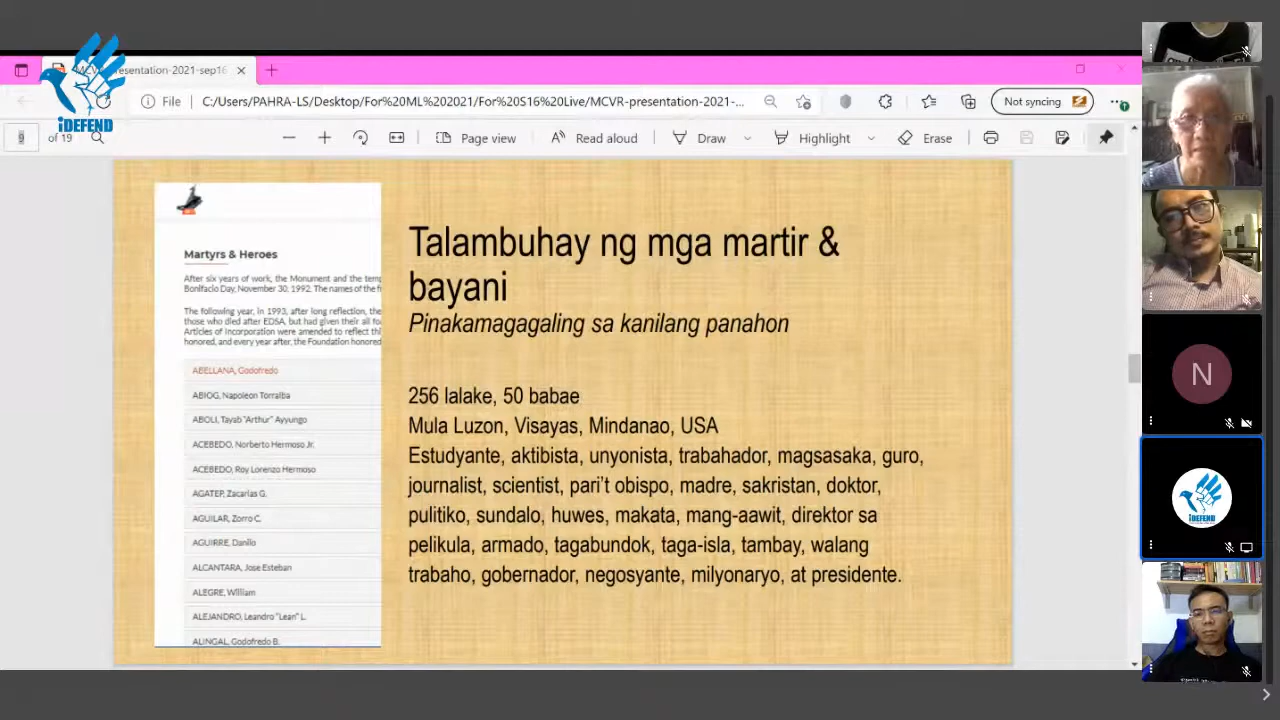 MCVR-presentation-2021-sep16
iDEFEND
File
C:/Users/PAHRA-LS/Desktop/For%20ML%202021/For%20S16%20Live/MCVR-presentation-2021-...
Not syncing
9 of 19
Page view
Read aloud
Draw
Highlight
Erase
Martyrs & Heroes
After six years of work, the Monument and the temp
Bonifacio Day, November 30, 1992. The names of the f
The following year, in 1993, after long reflection, the
those who died after EDSA, but had given their all fo
Articles of Incorporation were amended to reflect thi
honored, and every year after, the Foundation honored
ABELLANA, Godofredo
ABIOG, Napoleon Torralba
ABOLI, Tayab "Arthur" Ayyungo
ACEBEDO, Norberto Hermoso Jr.
ACEBEDO, Roy Lorenzo Hermoso
AGATEP, Zacarias G.
AGUILAR, Zorro C.
AGUIRRE, Danilo
ALCANTARA, Jose Esteban
ALEGRE, William
ALEJANDRO, Leandro "Lean" L.
ALINGAL, Godofredo B.
Talambuhay ng mga martir &
bayani
Pinakamagagaling sa kanilang panahon
256 lalake, 50 babae
Mula Luzon, Visayas, Mindanao, USA
Estudyante, aktibista, unyonista, trabahador, magsasaka, guro,
journalist, scientist, pari't obispo, madre, sakristan, doktor,
pulitiko, sundalo, huwes, makata, mang-aawit, direktor sa
pelikula, armado, tagabundok, taga-isla, tambay, walang
trabaho, gobernador, negosyante, milyonaryo, at presidente.
N
iDEFEND